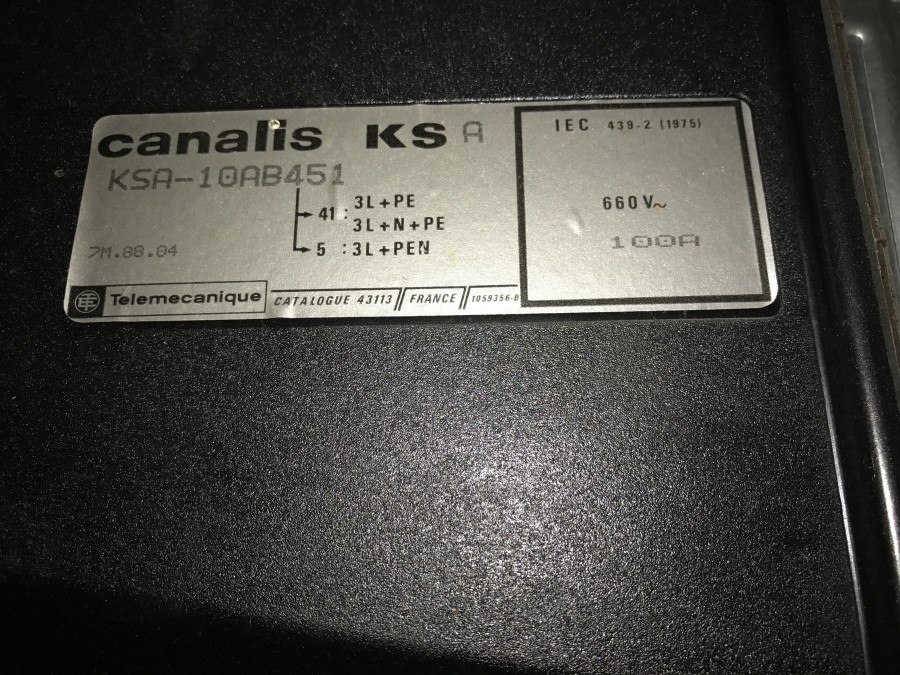 canalis KS A
KSA-10AB451
41 : 3L+PE
3L+N+PE
5 : 3L+PEN
7M.88.04
TE Telemecanique
CATALOGUE 43113 // FRANCE // 1059356-B
IEC 439-2 (1975)
660V~
100A